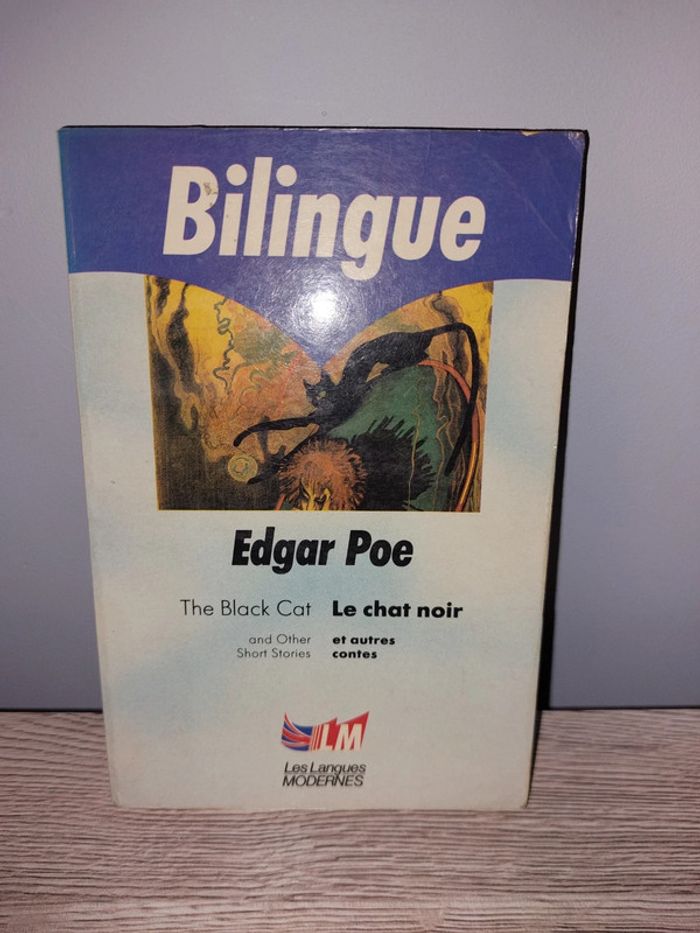 Bilingue
Edgar Poe
The Black Cat Le chat noir
and Other et autres
Short Stories contes
LM
Les Langues
MODERNES